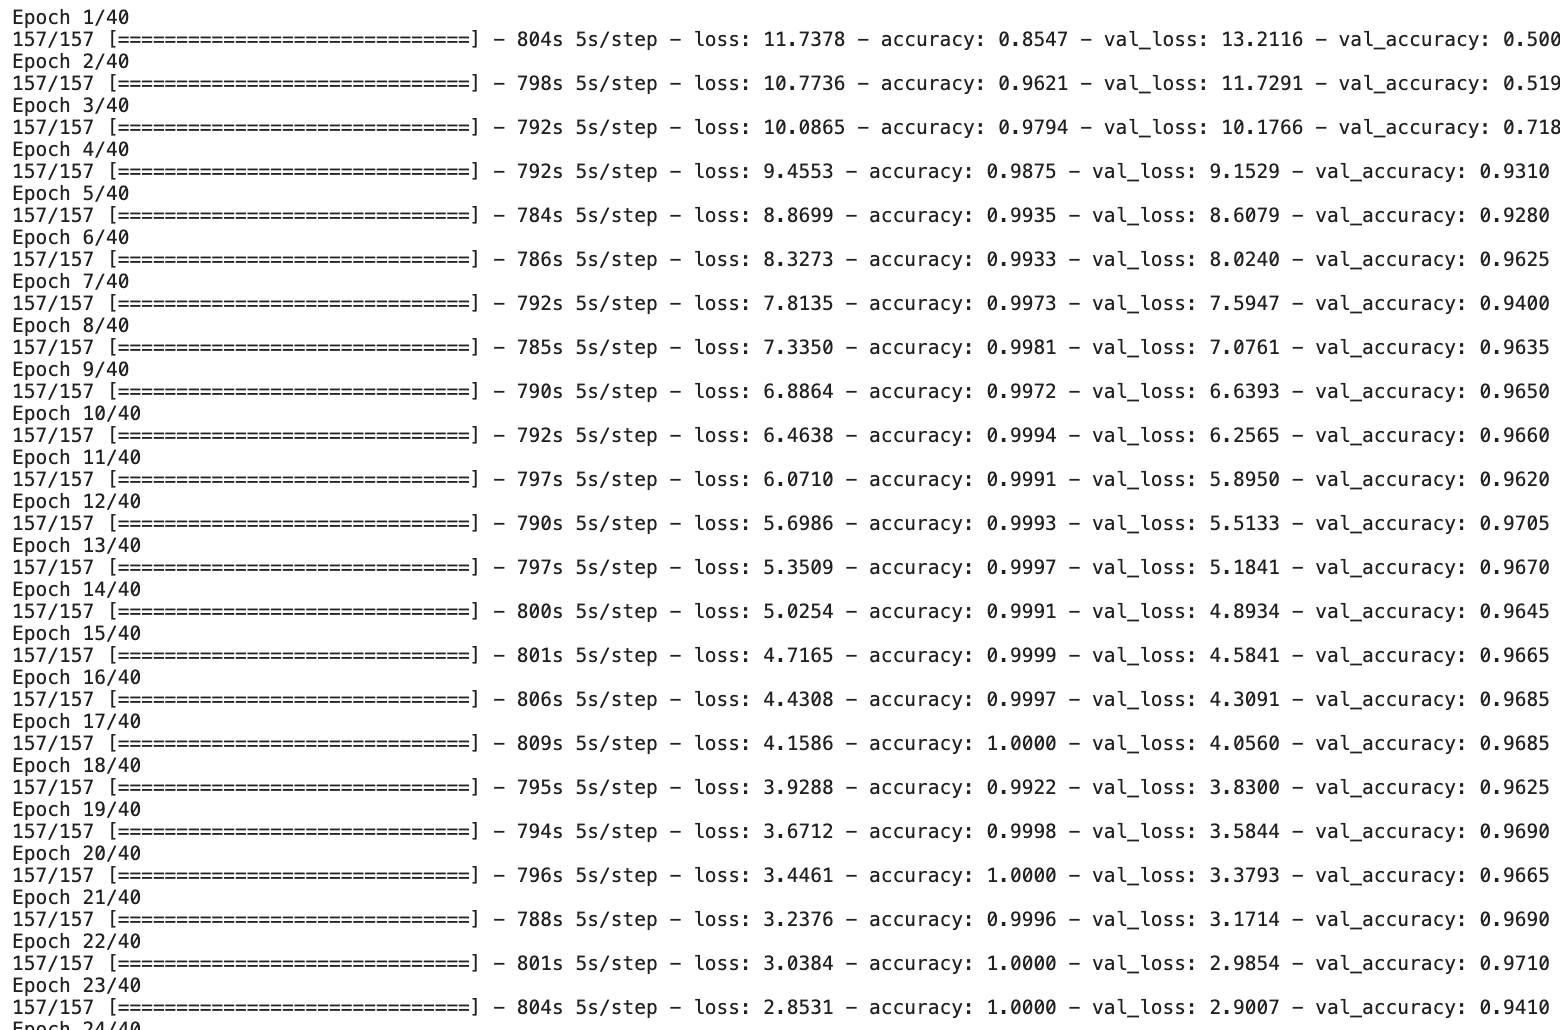 Epoch 1/40
157/157 [==============================] - 804s 5s/step - loss: 11.7378 - accuracy: 0.8547 - val_loss: 13.2116 - val_accuracy: 0.500
Epoch 2/40
157/157 [==============================] - 798s 5s/step - loss: 10.7736 - accuracy: 0.9621 - val_loss: 11.7291 - val_accuracy: 0.519
Epoch 3/40
157/157 [==============================] - 792s 5s/step - loss: 10.0865 - accuracy: 0.9794 - val_loss: 10.1766 - val_accuracy: 0.718
Epoch 4/40
157/157 [==============================] - 792s 5s/step - loss: 9.4553 - accuracy: 0.9875 - val_loss: 9.1529 - val_accuracy: 0.9310
Epoch 5/40
157/157 [==============================] - 784s 5s/step - loss: 8.8699 - accuracy: 0.9935 - val_loss: 8.6079 - val_accuracy: 0.9280
Epoch 6/40
157/157 [==============================] - 786s 5s/step - loss: 8.3273 - accuracy: 0.9933 - val_loss: 8.0240 - val_accuracy: 0.9625
Epoch 7/40
157/157 [==============================] - 792s 5s/step - loss: 7.8135 - accuracy: 0.9973 - val_loss: 7.5947 - val_accuracy: 0.9400
Epoch 8/40
157/157 [==============================] - 785s 5s/step - loss: 7.3350 - accuracy: 0.9981 - val_loss: 7.0761 - val_accuracy: 0.9635
Epoch 9/40
157/157 [==============================] - 790s 5s/step - loss: 6.8864 - accuracy: 0.9972 - val_loss: 6.6393 - val_accuracy: 0.9650
Epoch 10/40
157/157 [==============================] - 792s 5s/step - loss: 6.4638 - accuracy: 0.9994 - val_loss: 6.2565 - val_accuracy: 0.9660
Epoch 11/40
157/157 [==============================] - 797s 5s/step - loss: 6.0710 - accuracy: 0.9991 - val_loss: 5.8950 - val_accuracy: 0.9620
Epoch 12/40
157/157 [==============================] - 790s 5s/step - loss: 5.6986 - accuracy: 0.9993 - val_loss: 5.5133 - val_accuracy: 0.9705
Epoch 13/40
157/157 [==============================] - 797s 5s/step - loss: 5.3509 - accuracy: 0.9997 - val_loss: 5.1841 - val_accuracy: 0.9670
Epoch 14/40
157/157 [==============================] - 800s 5s/step - loss: 5.0254 - accuracy: 0.9991 - val_loss: 4.8934 - val_accuracy: 0.9645
Epoch 15/40
157/157 [==============================] - 801s 5s/step - loss: 4.7165 - accuracy: 0.9999 - val_loss: 4.5841 - val_accuracy: 0.9665
Epoch 16/40
157/157 [==============================] - 806s 5s/step - loss: 4.4308 - accuracy: 0.9997 - val_loss: 4.3091 - val_accuracy: 0.9685
Epoch 17/40
157/157 [==============================] - 809s 5s/step - loss: 4.1586 - accuracy: 1.0000 - val_loss: 4.0560 - val_accuracy: 0.9685
Epoch 18/40
157/157 [==============================] - 795s 5s/step - loss: 3.9288 - accuracy: 0.9922 - val_loss: 3.8300 - val_accuracy: 0.9625
Epoch 19/40
157/157 [==============================] - 794s 5s/step - loss: 3.6712 - accuracy: 0.9998 - val_loss: 3.5844 - val_accuracy: 0.9690
Epoch 20/40
157/157 [==============================] - 796s 5s/step - loss: 3.4461 - accuracy: 1.0000 - val_loss: 3.3793 - val_accuracy: 0.9665
Epoch 21/40
157/157 [==============================] - 788s 5s/step - loss: 3.2376 - accuracy: 0.9996 - val_loss: 3.1714 - val_accuracy: 0.9690
Epoch 22/40
157/157 [==============================] - 801s 5s/step - loss: 3.0384 - accuracy: 1.0000 - val_loss: 2.9854 - val_accuracy: 0.9710
Epoch 23/40
157/157 [==============================] - 804s 5s/step - loss: 2.8531 - accuracy: 1.0000 - val_loss: 2.9007 - val_accuracy: 0.9410
Epoch 24/40